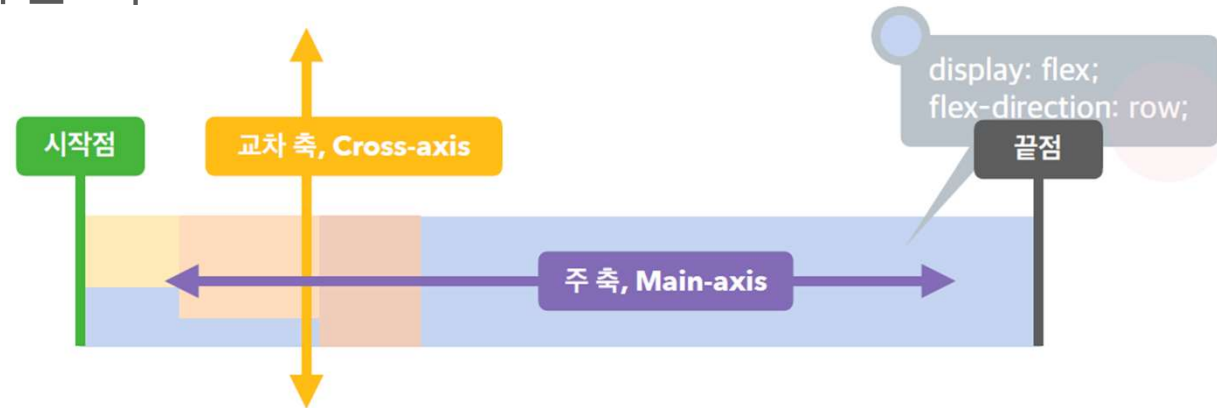 display: flex;
flex-direction: row;
시작점
교차 축, Cross-axis
끝점
주 축, Main-axis